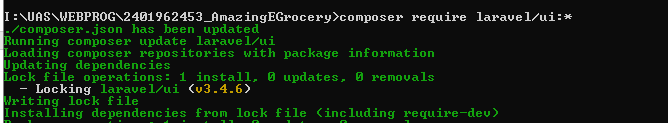 I:\UAS\WEBPROG\2401962453_AmazingEGrocery>composer require laravel/ui:*
./composer.json has been updated
Running composer update laravel/ui
Loading composer repositories with package information
Updating dependencies
Lock file operations: 1 install, 0 updates, 0 removals
  - Locking laravel/ui (v3.4.6)
Writing lock file
Installing dependencies from lock file (including require-dev)